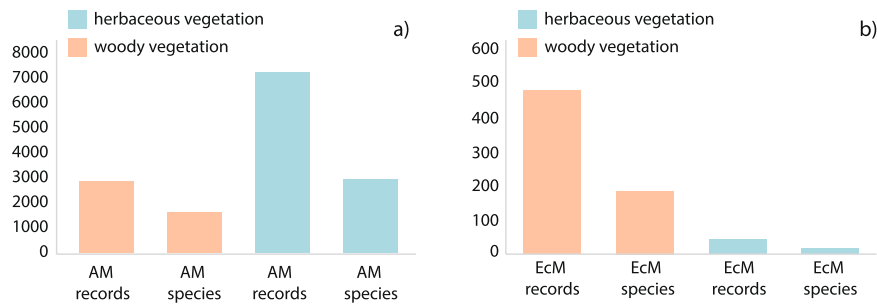 herbaceous vegetation
woody vegetation
a)
8000
7000
6000
5000
4000
3000
2000
1000
0
AM
records
AM
species
AM
records
AM
species
herbaceous vegetation
woody vegetation
b)
600
500
400
300
200
100
0
EcM
records
EcM
species
EcM
records
EcM
species